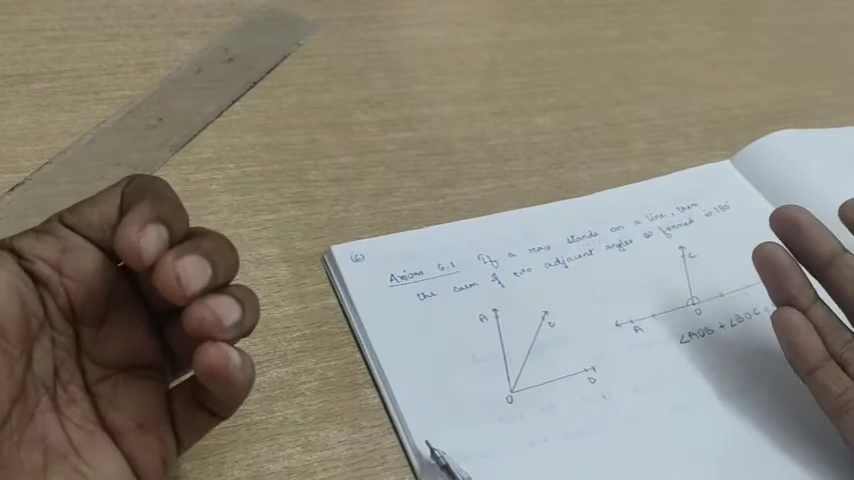 (6)
Axiom 6.1 If a ray stands on a line, then
the sum of two adjacent angles so formed is 180
A
C
O
D
C
A
O
∠AOB + ∠BOC